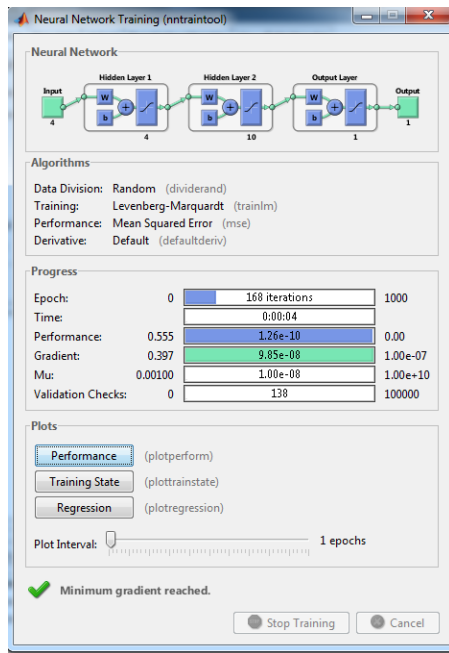 Neural Network Training (nntraintool)
Neural Network
Hidden Layer 1 Hidden Layer 2 Output Layer
Input Output
W W W
b b b
4 1
4 10 1
Algorithms
Data Division: Random (dividerand)
Training: Levenberg-Marquardt (trainlm)
Performance: Mean Squared Error (mse)
Derivative: Default (defaultderiv)
Progress
Epoch: 0 168 iterations 1000
Time: 0:00:04
Performance: 0.555 1.26e-10 0.00
Gradient: 0.397 9.85e-08 1.00e-07
Mu: 0.00100 1.00e-08 1.00e+10
Validation Checks: 0 138 100000
Plots
Performance (plotperform)
Training State (plottrainstate)
Regression (plotregression)
Plot Interval: 1 epochs
Minimum gradient reached.
Stop Training Cancel